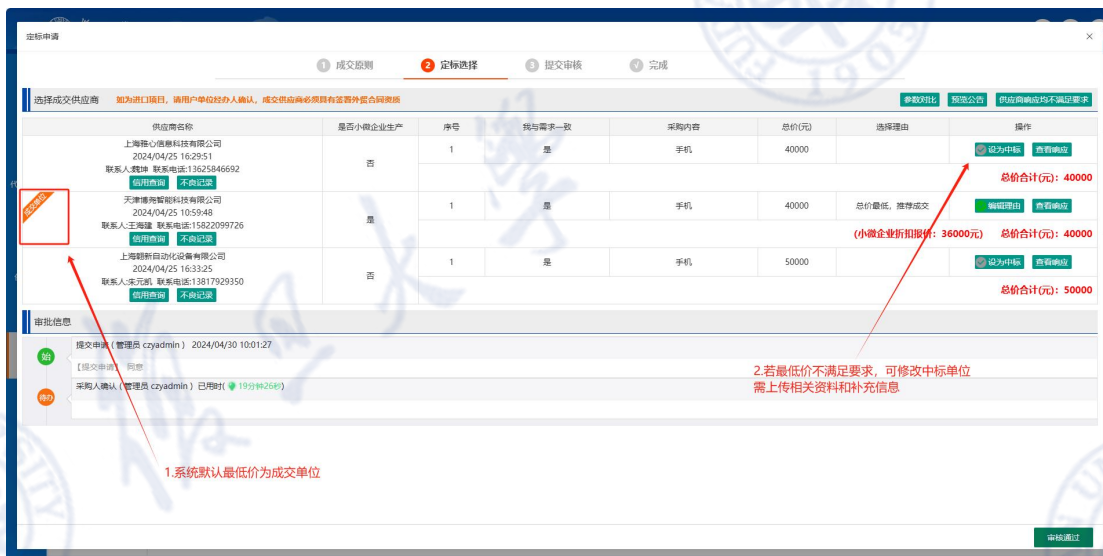 定标申请
×
1 成交原则 2 定标选择 3 提交审核 完成
选择成交供应商 如为进口项目，请用户单位经办人确认，成交供应商必须具有签署外贸合同资质 参数对比 预览公告 供应商响应均不满足要求
供应商名称 是否小微企业生产 序号 我与需求一致 采购内容 总价(元) 选择理由 操作
上海雅心信息科技有限公司
2024/04/25 16:29:51
联系人:魏坤 联系电话:13625846692
信用查询 不良记录
否 1 是 手机 40000 设为中标 查看响应
总价合计(元)：40000
成交单位
天津博尧智能科技有限公司
2024/04/25 10:59:48
联系人:王海建 联系电话:15822099726
信用查询 不良记录
是 1 是 手机 40000 总价最低，推荐成交 编辑理由 查看响应
(小微企业折扣报价：36000元) 总价合计(元)：40000
上海翾新自动化设备有限公司
2024/04/25 16:33:25
联系人:朱元凯 联系电话:13817929350
信用查询 不良记录
否 1 是 手机 50000 设为中标 查看响应
总价合计(元)：50000
审批信息
始 提交申请 ( 管理员 czyadmin ) 2024/04/30 10:01:27
【提交申请】 同意
待办 采购人确认 ( 管理员 czyadmin ) 已用时( 19分钟26秒)
2.若最低价不满足要求，可修改中标单位
需上传相关资料和补充信息
1.系统默认最低价为成交单位
审核通过